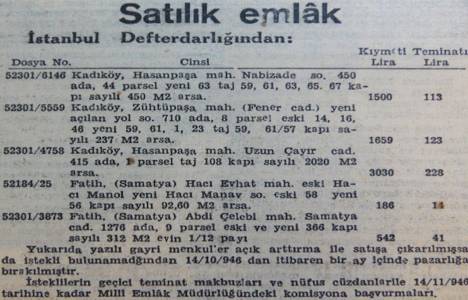 Satılık emlâk
İstanbul Defterdarlığından:
Kıymeti Teminatı
Dosya No. Cinsi Lira Lira
52301/6146 Kadıköy, Hasanpaşa mah. Nabizade so. 450
ada, 44 parsel yeni 63 taj 59, 61, 63, 65. 67 ka-
pı sayılı 450 M2 arsa. 1500 113
52301/5559 Kadıköy, Zühtüpaşa mah. (Fener cad.) yeni
açılan yol so. 710 ada, 8 parsel eski 14, 16,
46 yeni 59, 61, 1, 23 taj 59, 61/57 kapı sa-
yılı 237 M2 arsa. 1659 123
52301/4758 Kadıköy, Hasanpaşa mah. Uzun Çayır cad.
415 ada, 1 parsel taj 108 kapı sayılı 2020 M2
arsa. 3030 228
52184/25 Fatih, (Samatya) Hacı Evhat mah. eski Ha-
cı Manol yeni Hacı Manav so. eski 58 yeni
56 kapı sayılı 92,60 M2 arsa. 186 14
52301/3873 Fatih, (Samatya) Abdi Çelebi mah. Samatya
cad. 1276 ada, 9 parsel eski ve yeni 366 kapı
sayılı 312 M2 evin 1/12 payı 542 41
Yukarıda yazılı gayri menkul'er açık arttırma ile satışa çıkarılmışsa
da istekli bulunamadığından 14/10/946 dan itibaren bir ay içinde pazarlığa
bırakılmıştır.
İsteklilerin geçici teminat makbuzları ve nüfus cüzdanlarile 14/11/946
tarihine kadar Millî Emlâk Müdürlüğündeki komisyona başvurmaları.